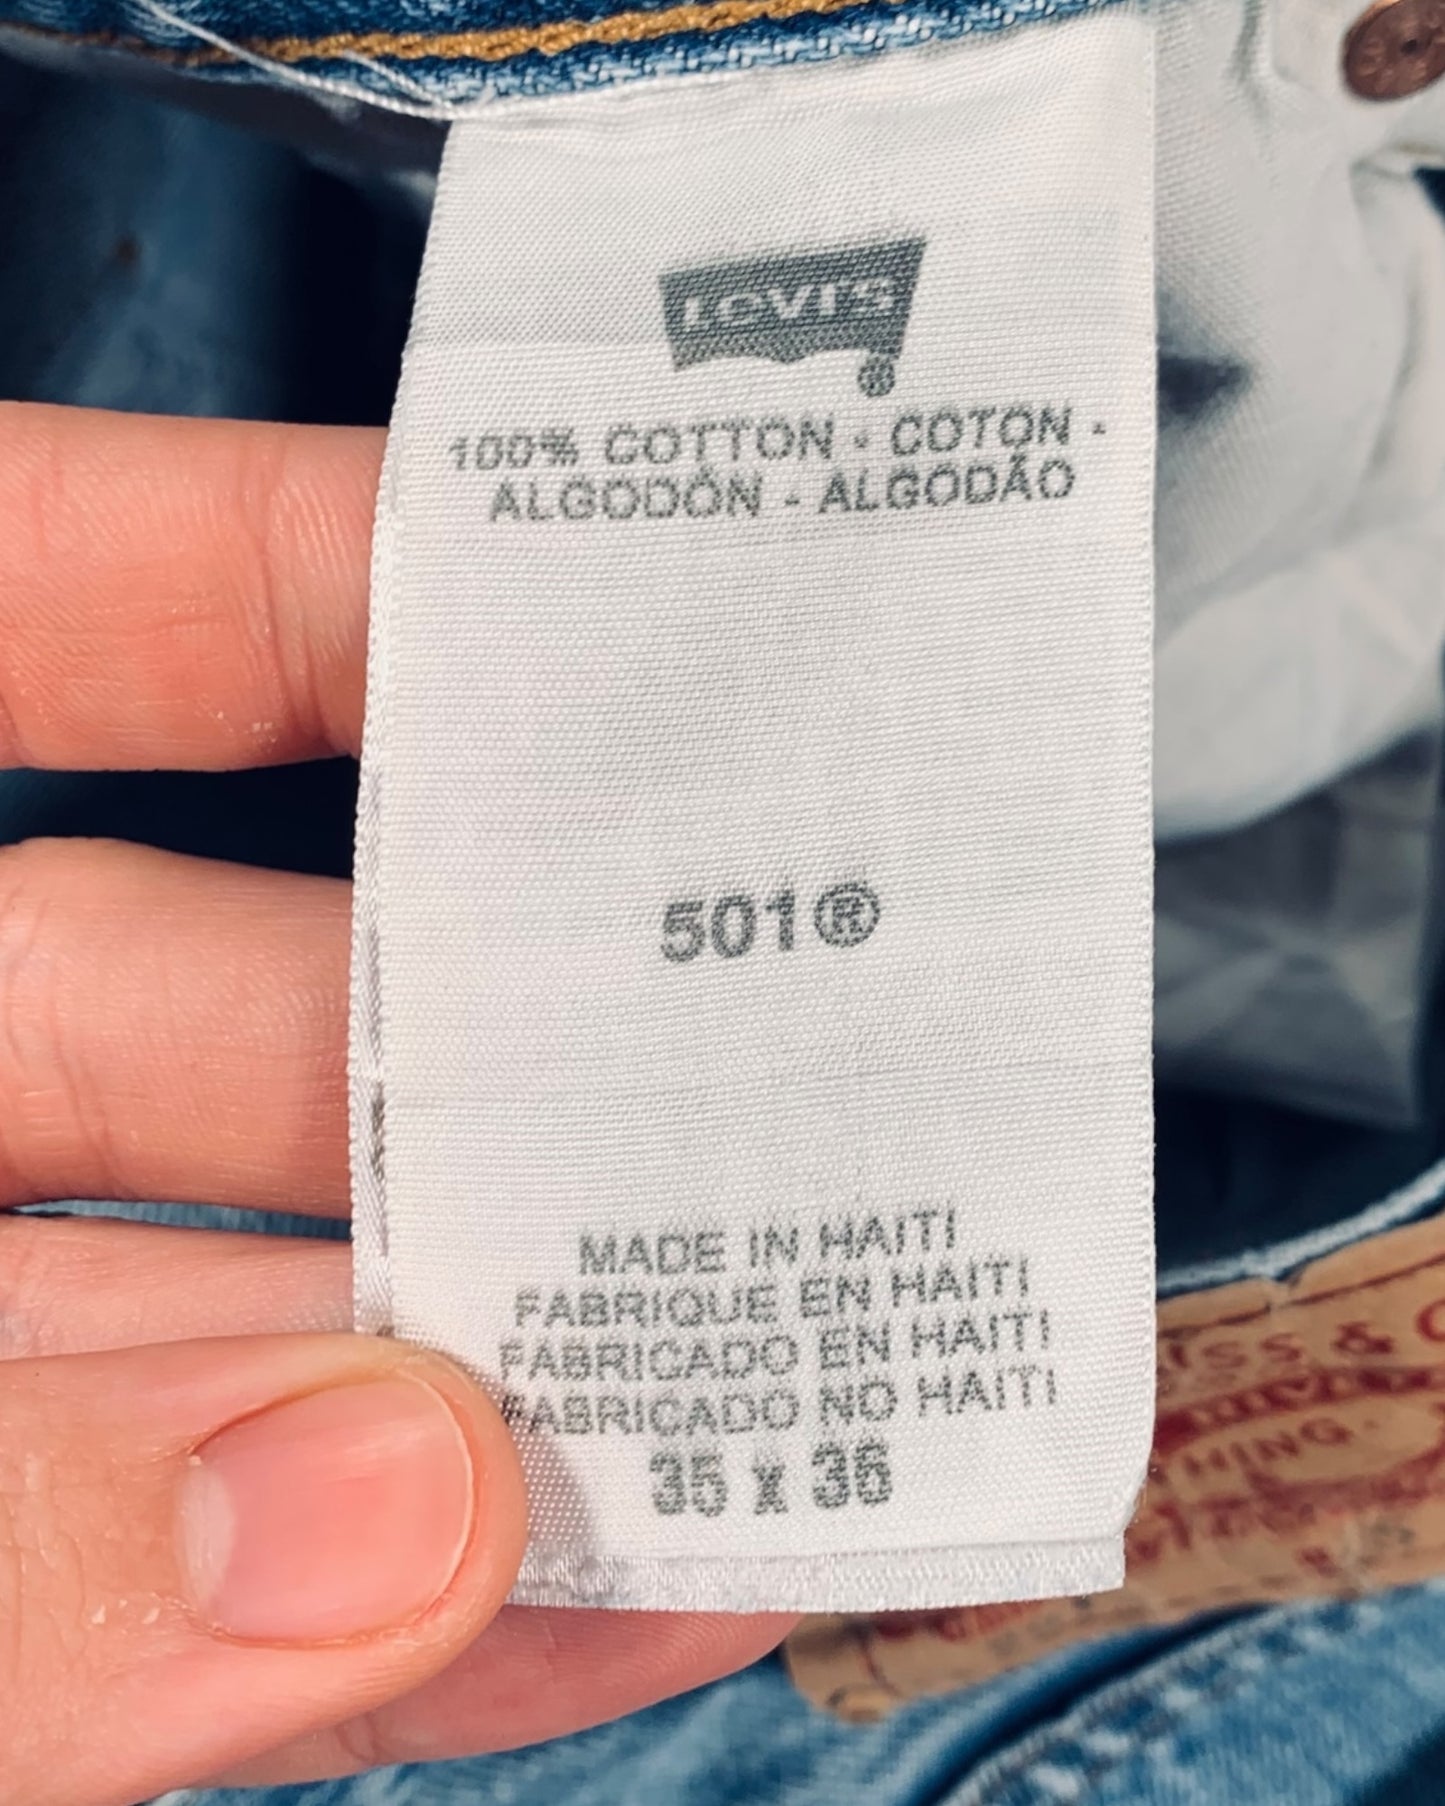 LEVI'S
®
100% COTTON - COTON -
ALGODÓN - ALGODÃO
501®
MADE IN HAITI
FABRIQUE EN HAITI
FABRICADO EN HAITI
FABRICADO NO HAITI
35 x 36